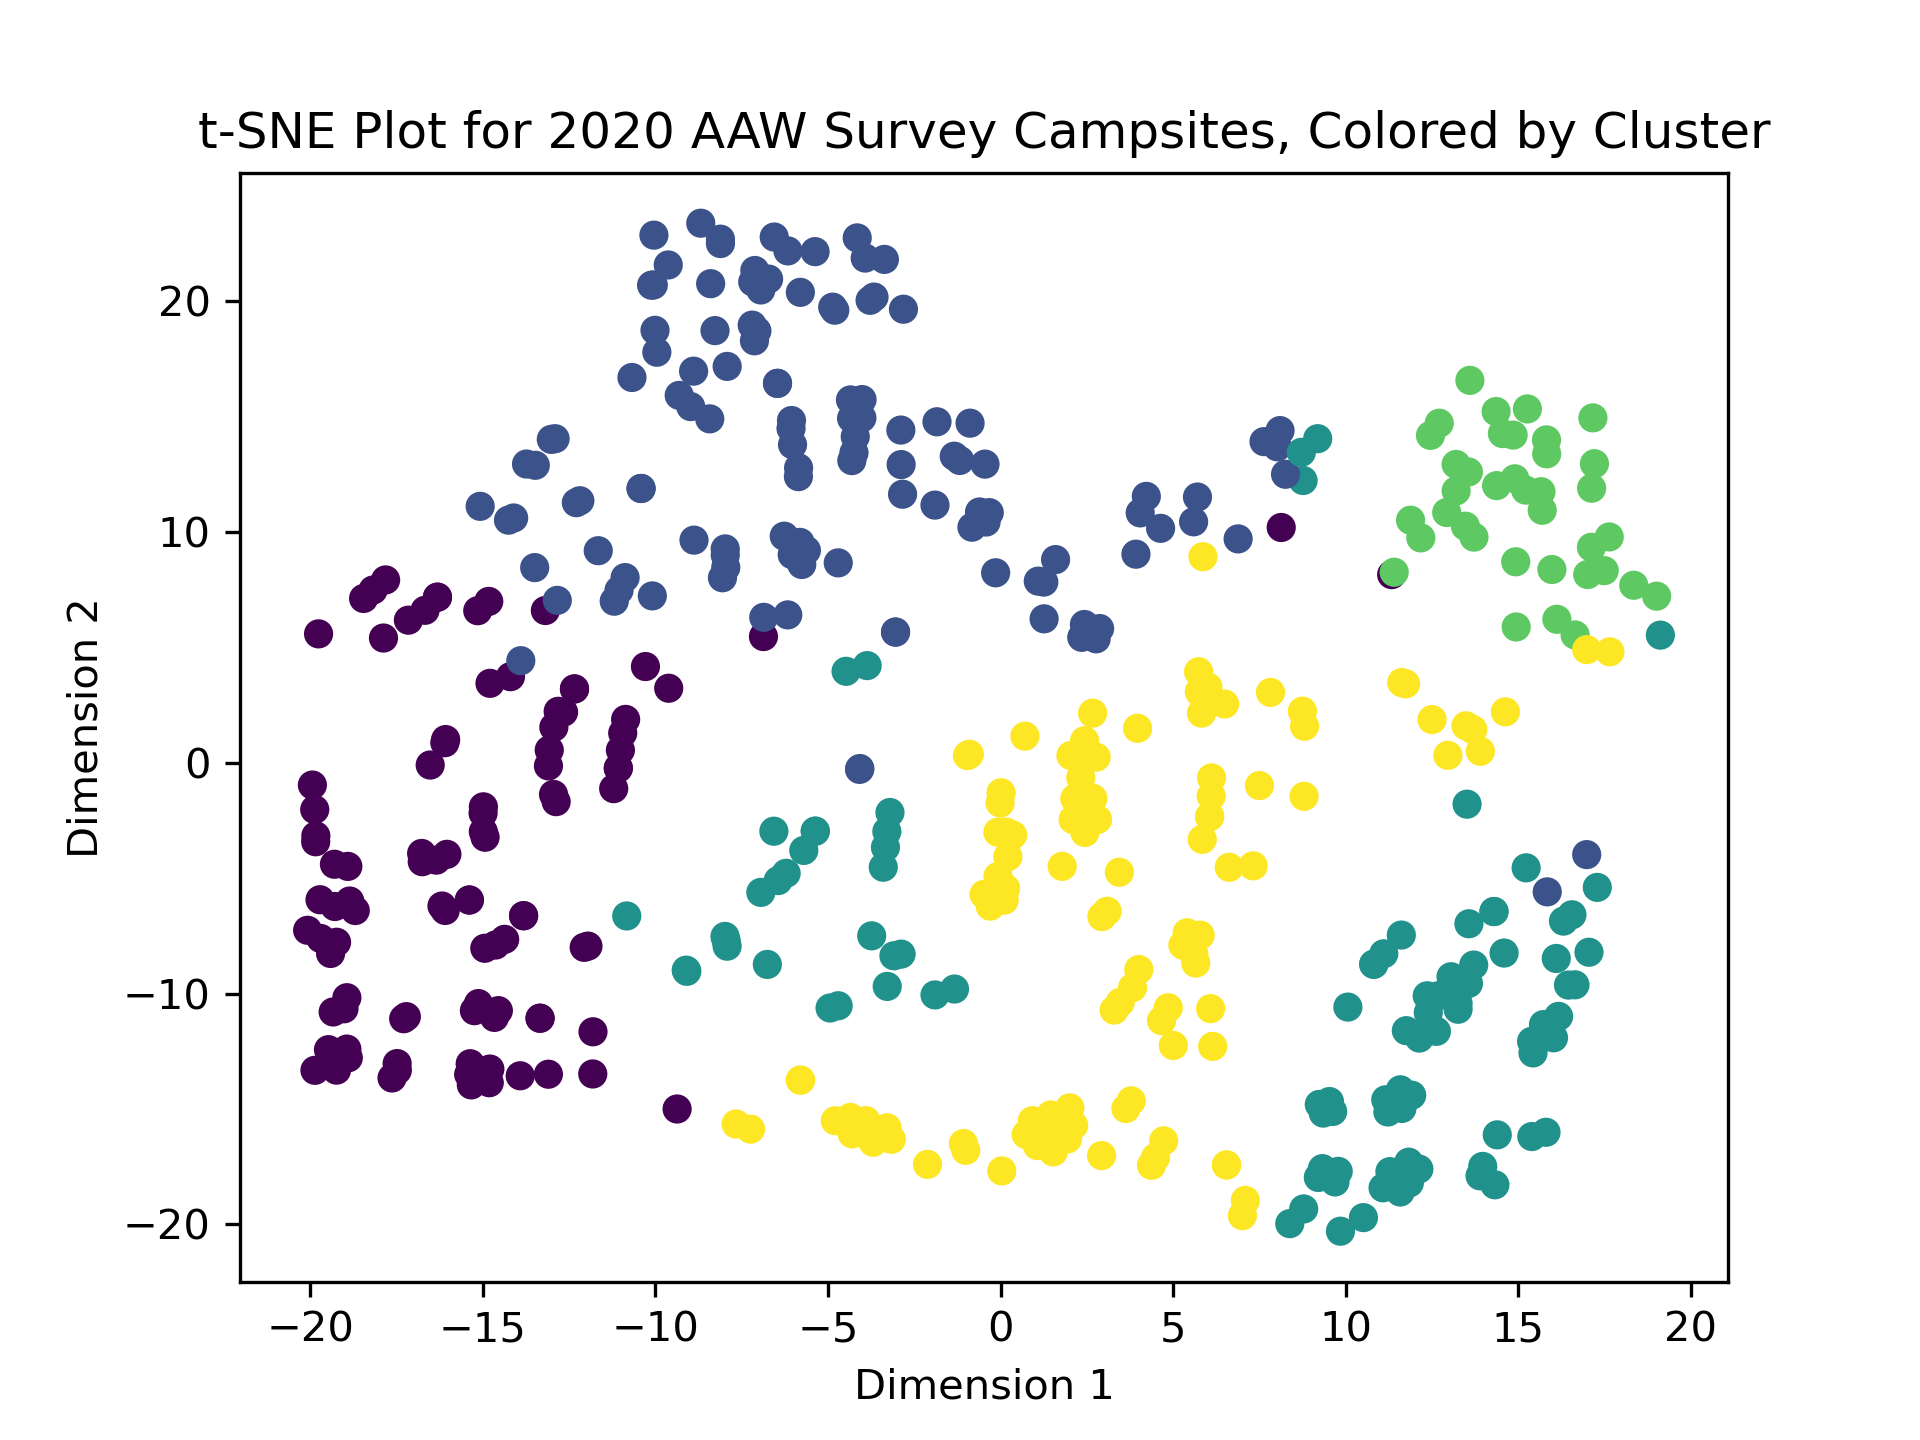 t-SNE Plot for 2020 AAW Survey Campsites, Colored by Cluster
20
10
0
−10
−20
Dimension 2
−20 −15 −10 −5 0 5 10 15 20
Dimension 1